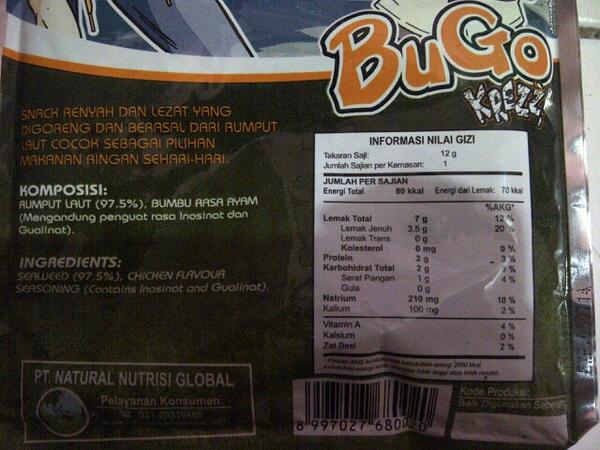 BuGo
KREZZ
SNACK RENYAH DAN LEZAT YANG
DIGORENG DAN BERASAL DARI RUMPUT
LAUT COCOK SEBAGAI PILIHAN
MAKANAN RINGAN SEHARI-HARI.
KOMPOSISI:
RUMPUT LAUT (97.5%), BUMBU RASA AYAM
(Mengandung penguat rasa Inosinat dan
Gualinat).
INGREDIENTS:
SEAWEED (97.5%), CHICKEN FLAVOUR
SEASONING (Contains Inosinat and Gualinat).
PT. NATURAL NUTRISI GLOBAL
Pelayanan Konsumen:
INFORMASI NILAI GIZI
Takaran Saji: 12 g
Jumlah Sajian per Kemasan: 1
JUMLAH PER SAJIAN
Energi Total 80 kkal Energi dari Lemak: 70 kkal
%AKG*
Lemak Total 7 g 12 %
Lemak Jenuh 3.5 g 20
Lemak Trans 0 g
Kolesterol 0 mg 0 %
Protein 2 g 3 %
Karbohidrat Total 2 g %
Serat Pangan 1 g 4 %
Gula 0 g
Natrium 210 mg 10 %
Kalium 100 mg 2 %
Vitamin A 4 %
Kalsium 0 %
Zat Besi 2 %
Kode Produksi:
Baik Digunakan
8 997027